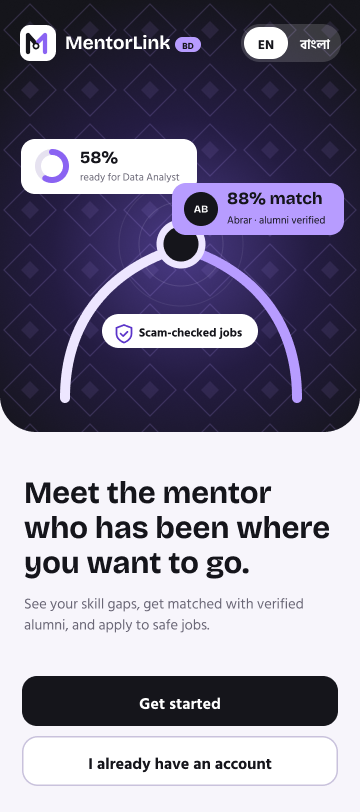 MentorLink BD
EN বাংলা
58%
ready for Data Analyst
AB
88% match
Abrar · alumni verified
Scam-checked jobs
Meet the mentor
who has been where
you want to go.
See your skill gaps, get matched with verified
alumni, and apply to safe jobs.
Get started
I already have an account